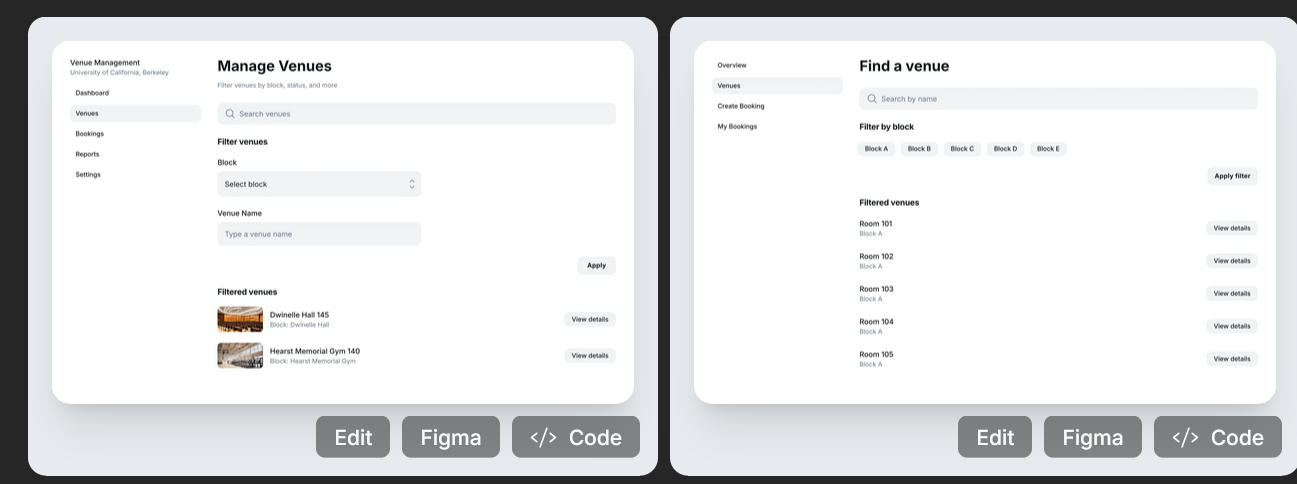 Venue Management
University of California, Berkeley
Dashboard
Venues
Bookings
Reports
Settings
Manage Venues
Filter venues by block, status, and more
Search venues
Filter venues
Block
Select block
Venue Name
Type a venue name
Apply
Filtered venues
Dwinelle Hall 145
Block: Dwinelle Hall
View details
Hearst Memorial Gym 140
Block: Hearst Memorial Gym
View details
Edit
Figma
</> Code
Overview
Venues
Create Booking
My Bookings
Find a venue
Search by name
Filter by block
Block A Block B Block C Block D Block E
Apply filter
Filtered venues
Room 101
Block A
View details
Room 102
Block A
View details
Room 103
Block A
View details
Room 104
Block A
View details
Room 105
Block A
View details
Edit
Figma
</> Code